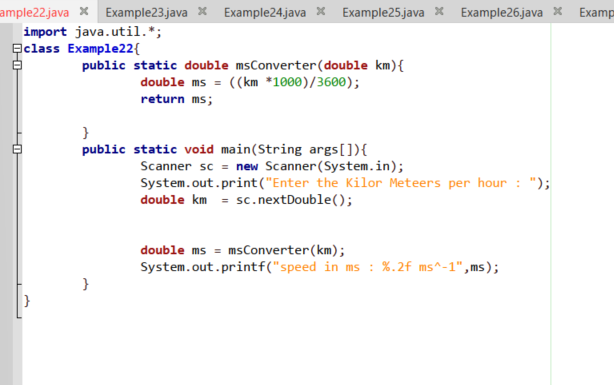 ample22.java Example23.java Example24.java Example25.java Example26.java Examp
import java.util.*;
class Example22{
public static double msConverter(double km){
double ms = ((km *1000)/3600);
return ms;
}
public static void main(String args[]){
Scanner sc = new Scanner(System.in);
System.out.print("Enter the Kilor Meteers per hour : ");
double km  = sc.nextDouble();
double ms = msConverter(km);
System.out.printf("speed in ms : %.2f ms^-1",ms);
}
}